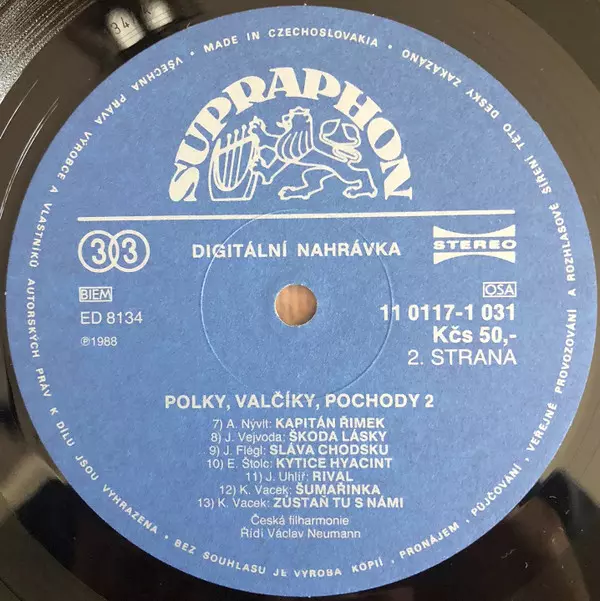 34
MADE IN CZECHOSLOVAKIA • VŠECHNA PRÁVA VÝROBCE A VLASTNÍKŮ AUTORSKÝCH PRÁV K DÍLU JSOU VYHRAZENA • BEZ SOUHLASU JE VÝROBA KOPIÍ, PRONÁJEM, PŮJČOVÁNÍ, VEŘEJNÉ PROVOZOVÁNÍ A ROZHLASOVÉ ŠÍŘENÍ TÉTO DESKY ZAKÁZÁNO
SUPRAPHON
33
DIGITÁLNÍ NAHRÁVKA
STEREO
BIEM
OSA
ED 8134
11 0117-1 031
℗1988
Kčs 50,-
2. STRANA
POLKY, VALČÍKY, POCHODY 2
7) A. Nývlt: KAPITÁN ŘIMEK
8) J. Vejvoda: ŠKODA LÁSKY
9) J. Flégl: SLÁVA CHODSKU
10) E. Štolc: KYTICE HYACINT
11) J. Uhlíř: RIVAL
12) K. Vacek: ŠUMAŘINKA
13) K. Vacek: ZŮSTAŇ TU S NÁMI
Česká filharmonie
Řídí Václav Neumann